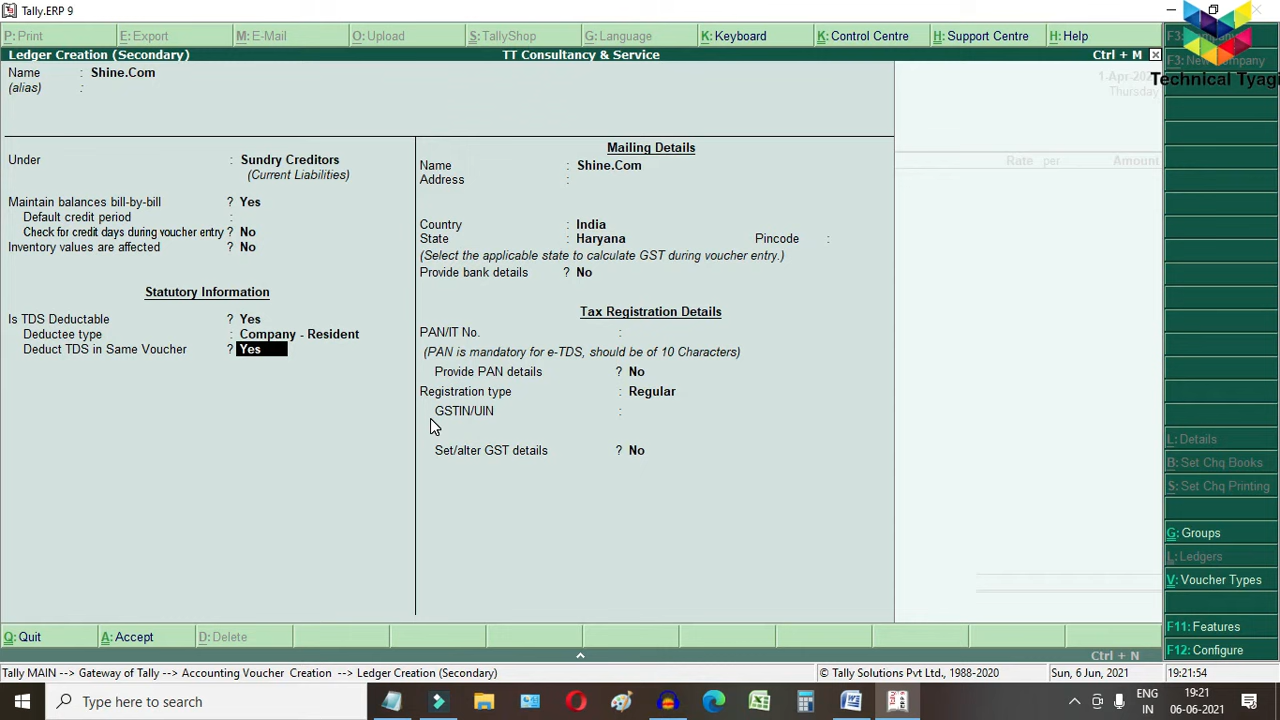 Tally.ERP 9
P: Print
E: Export
M: E-Mail
O: Upload
S: TallyShop
G: Language
K: Keyboard
K: Control Centre
H: Support Centre
H: Help
Ledger Creation (Secondary)
TT Consultancy & Service
Ctrl + M
Name : Shine.Com
(alias) :
Technical Tyagi
Thursday
Rate per Amount
Under : Sundry Creditors
(Current Liabilities)
Maintain balances bill-by-bill ? Yes
Default credit period :
Check for credit days during voucher entry ? No
Inventory values are affected ? No
Statutory Information
Is TDS Deductable ? Yes
Deductee type : Company - Resident
Deduct TDS in Same Voucher ? Yes
Mailing Details
Name : Shine.Com
Address :
Country : India
State : Haryana Pincode :
(Select the applicable state to calculate GST during voucher entry.)
Provide bank details ? No
Tax Registration Details
PAN/IT No. :
(PAN is mandatory for e-TDS, should be of 10 Characters)
Provide PAN details ? No
Registration type : Regular
GSTIN/UIN :
Set/alter GST details ? No
L: Details
B: Set Chq Books
S: Set Chq Printing
G: Groups
L: Ledgers
V: Voucher Types
F11: Features
F12: Configure
Q: Quit
A: Accept
D: Delete
Ctrl + N
Tally MAIN --> Gateway of Tally --> Accounting Voucher Creation --> Ledger Creation (Secondary)
© Tally Solutions Pvt Ltd., 1988-2020
Sun, 6 Jun, 2021
19:21:54
Type here to search
ENG
IN
19:21
06-06-2021